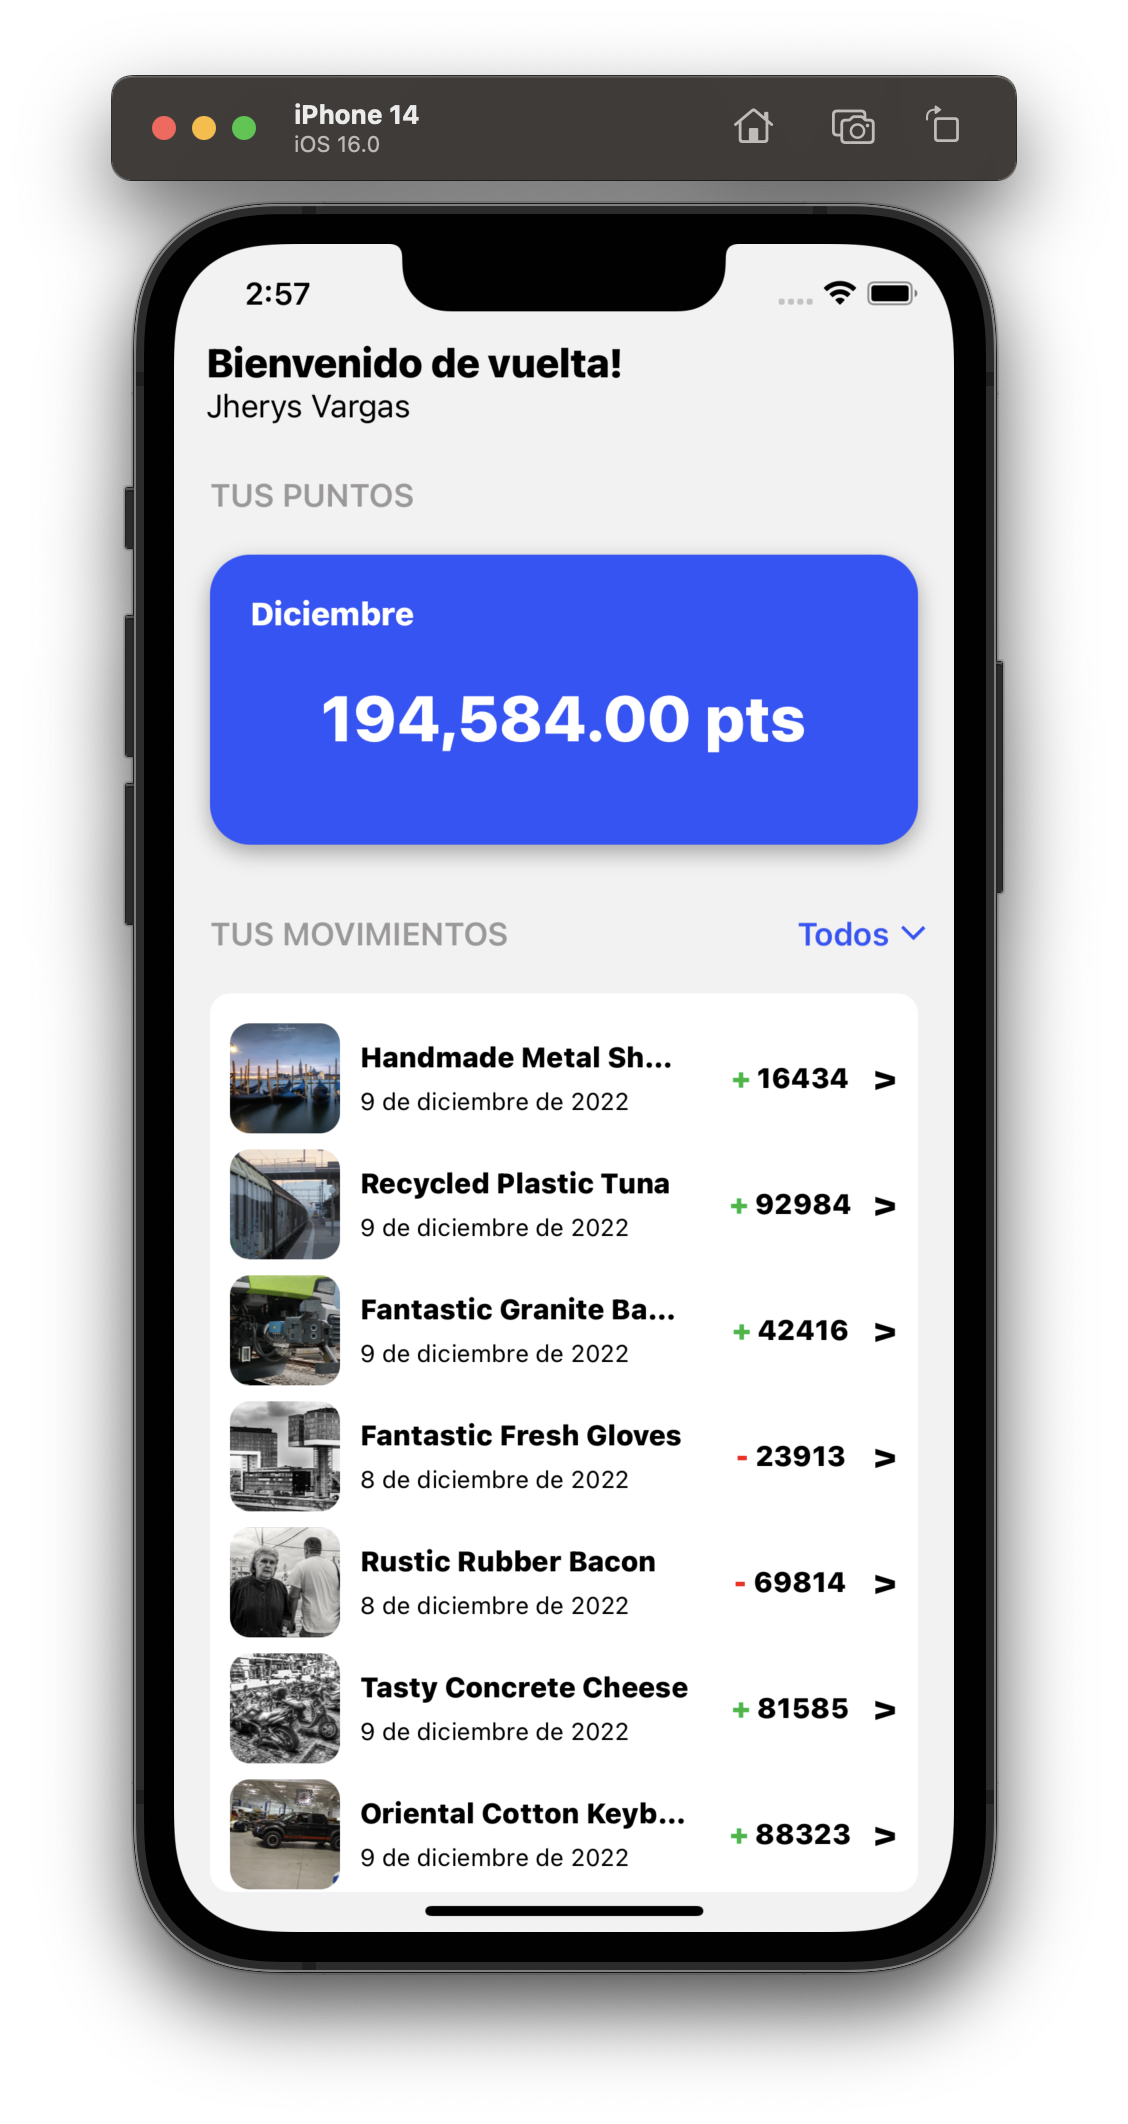 iPhone 14
iOS 16.0
2:57
Bienvenido de vuelta!
Jherys Vargas
TUS PUNTOS
Diciembre
194,584.00 pts
TUS MOVIMIENTOS
Todos
Handmade Metal Sh...
9 de diciembre de 2022
+ 16434 >
Recycled Plastic Tuna
9 de diciembre de 2022
+ 92984 >
Fantastic Granite Ba...
9 de diciembre de 2022
+ 42416 >
Fantastic Fresh Gloves
8 de diciembre de 2022
- 23913 >
Rustic Rubber Bacon
8 de diciembre de 2022
- 69814 >
Tasty Concrete Cheese
9 de diciembre de 2022
+ 81585 >
Oriental Cotton Keyb...
9 de diciembre de 2022
+ 88323 >